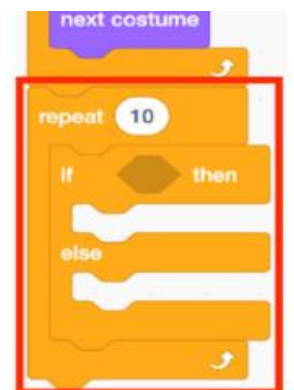 next costume
repeat 10
if then
else